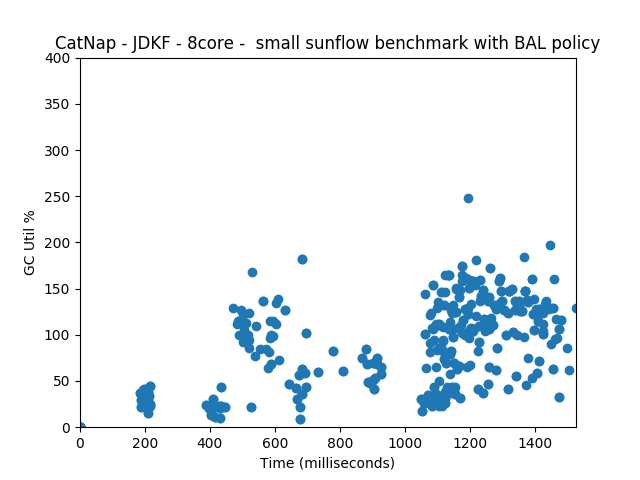 CatNap - JDKF - 8core -  small sunflow benchmark with BAL policy
400
350
300
250
200
150
100
50
0
GC Util %
0 200 400 600 800 1000 1200 1400
Time (milliseconds)